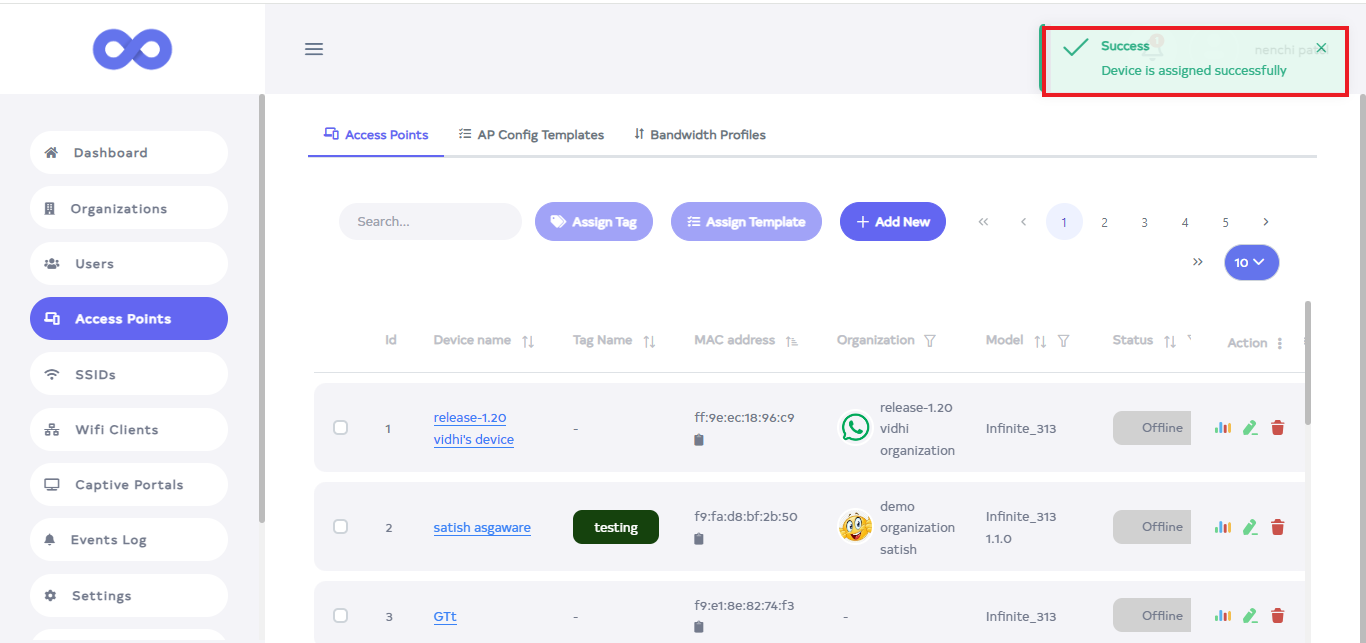 Success
nenchi patel
Device is assigned successfully
Dashboard
Organizations
Users
Access Points
SSIDs
Wifi Clients
Captive Portals
Events Log
Settings
Access Points
AP Config Templates
Bandwidth Profiles
Search...
Assign Tag
Assign Template
+ Add New
« ‹ 1 2 3 4 5 ›
» 10
Id Device name Tag Name MAC address Organization Model Status Action
1
release-1.20
vidhi's device
-
ff:9e:ec:18:96:c9
release-1.20
vidhi
organization
Infinite_313
Offline
2
satish asgaware
testing
f9:fa:d8:bf:2b:50
demo
organization
satish
Infinite_313
1.1.0
Offline
3
GTt
-
f9:e1:8e:82:74:f3
-
Infinite_313
Offline